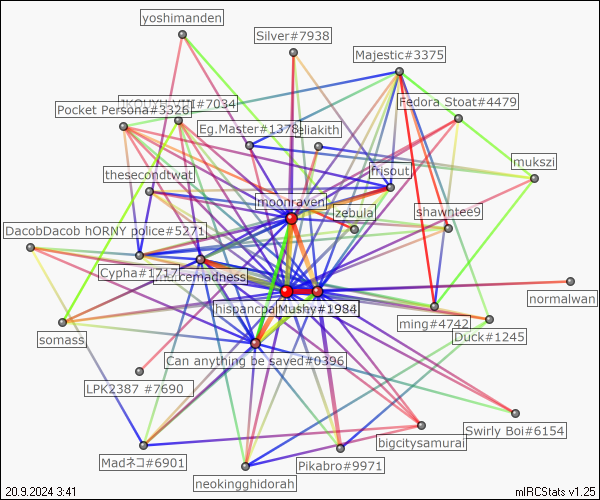 yoshimanden
Silver#7938
Majestic#3375
Fedora Stoat#4479
#7034
Pocket Persona#3326
Eg.Master#1378
eliakith
mukszi
frisout
thesecondtwat
moonraven
zebula
shawntee9
DacobDacob hORNY police#5271
Cypha#1717
cerradness
normalwan
Mushy#1984
ming#4742
somass
Duck#1245
Can anything be saved#0396
LPK2387 #7690
Swirly Boi#6154
bigcitysamurai
Madネコ#6901
Pikabro#9971
neokingghidorah
20.9.2024 3:41
mIRCStats v1.25